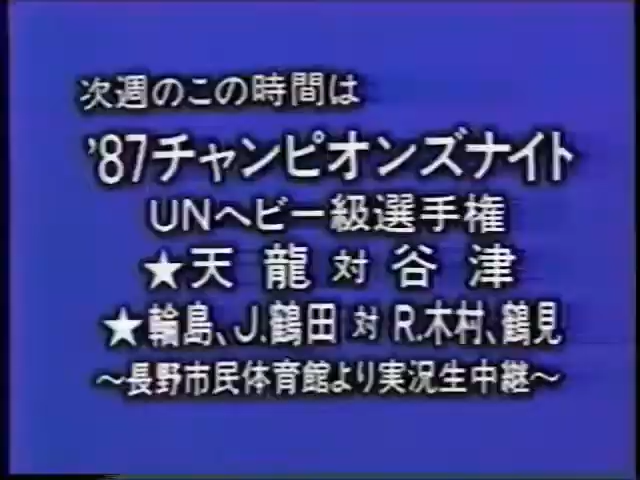 次週のこの時間は
'87チャンピオンズナイト
UNヘビー級選手権
★天龍対谷津
★輪島、J.鶴田対R.木村、鶴見
～長野市民体育館より実況生中継～